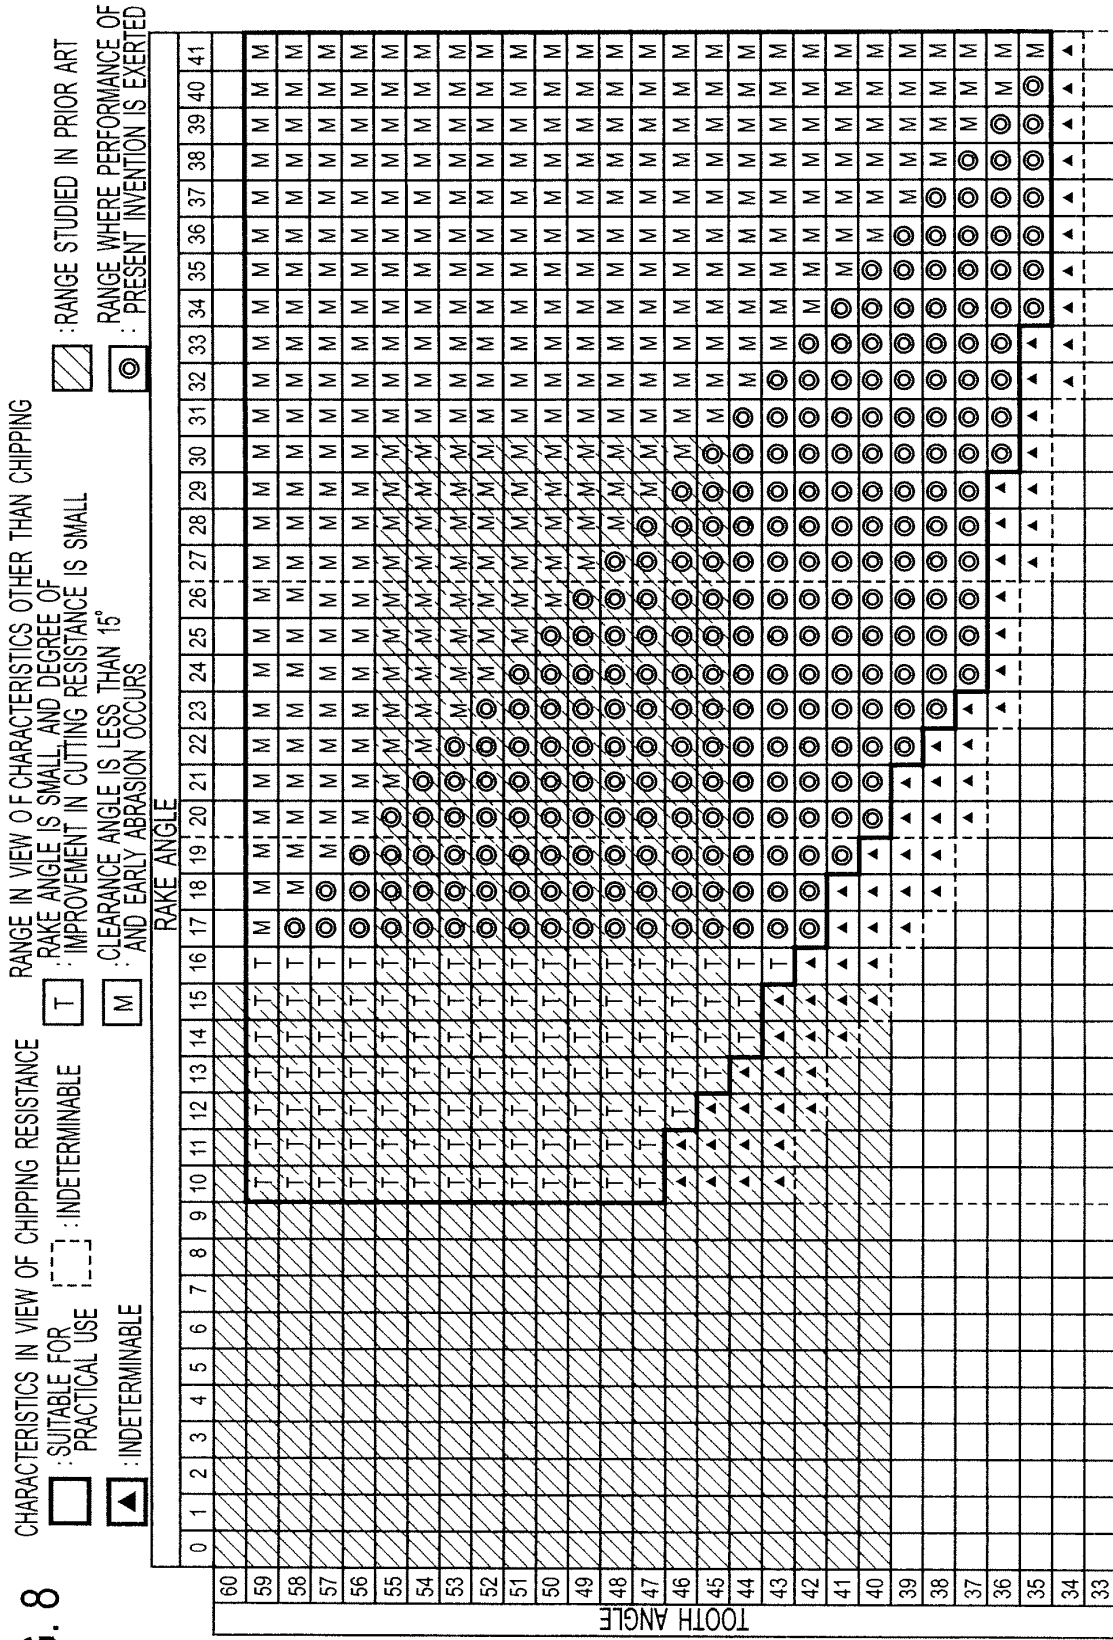 . 8
CHARACTERISTICS IN VIEW OF CHIPPING RESISTANCE
: SUITABLE FOR PRACTICAL USE
: INDETERMINABLE
▲ : INDETERMINABLE
RANGE IN VIEW OF CHARACTERISTICS OTHER THAN CHIPPING
T : RAKE ANGLE IS SMALL, AND DEGREE OF
IMPROVEMENT IN CUTTING RESISTANCE IS SMALL
M : CLEARANCE ANGLE IS LESS THAN 15°
AND EARLY ABRASION OCCURS
: RANGE STUDIED IN PRIOR ART
◎ : RANGE WHERE PERFORMANCE OF
PRESENT INVENTION IS EXERTED
RAKE ANGLE
0 1 2 3 4 5 6 7 8 9 10 11 12 13 14 15 16 17 18 19 20 21 22 23 24 25 26 27 28 29 30 31 32 33 34 35 36 37 38 39 40 41
TOOTH ANGLE
60
59 T T T T T T T M M M M M M M M M M M M M M M M M M M M M M M M M
58 T T T T T T T ◎ M M M M M M M M M M M M M M M M M M M M M M M M
57 T T T T T T T ◎ ◎ M M M M M M M M M M M M M M M M M M M M M M M
56 T T T T T T T ◎ ◎ ◎ M M M M M M M M M M M M M M M M M M M M M M
55 T T T T T T T ◎ ◎ ◎ ◎ M M M M M M M M M M M M M M M M M M M M M
54 T T T T T T T ◎ ◎ ◎ ◎ ◎ M M M M M M M M M M M M M M M M M M M M
53 T T T T T T T ◎ ◎ ◎ ◎ ◎ ◎ M M M M M M M M M M M M M M M M M M M
52 T T T T T T T ◎ ◎ ◎ ◎ ◎ ◎ ◎ M M M M M M M M M M M M M M M M M M
51 T T T T T T T ◎ ◎ ◎ ◎ ◎ ◎ ◎ ◎ M M M M M M M M M M M M M M M M M
50 T T T T T T T ◎ ◎ ◎ ◎ ◎ ◎ ◎ ◎ ◎ M M M M M M M M M M M M M M M M
49 T T T T T T T ◎ ◎ ◎ ◎ ◎ ◎ ◎ ◎ ◎ ◎ M M M M M M M M M M M M M M M
48 T T T T T T T ◎ ◎ ◎ ◎ ◎ ◎ ◎ ◎ ◎ ◎ ◎ M M M M M M M M M M M M M M
47 T T T T T T T ◎ ◎ ◎ ◎ ◎ ◎ ◎ ◎ ◎ ◎ ◎ ◎ M M M M M M M M M M M M M
46 ▲ ▲ T T T T T ◎ ◎ ◎ ◎ ◎ ◎ ◎ ◎ ◎ ◎ ◎ ◎ ◎ M M M M M M M M M M M M
45 ▲ ▲ ▲ T T T T ◎ ◎ ◎ ◎ ◎ ◎ ◎ ◎ ◎ ◎ ◎ ◎ ◎ ◎ M M M M M M M M M M M
44 ▲ ▲ ▲ ▲ T T T ◎ ◎ ◎ ◎ ◎ ◎ ◎ ◎ ◎ ◎ ◎ ◎ ◎ ◎ ◎ M M M M M M M M M M
43 ▲ ▲ ▲ ▲ ▲ ▲ T ◎ ◎ ◎ ◎ ◎ ◎ ◎ ◎ ◎ ◎ ◎ ◎ ◎ ◎ ◎ ◎ M M M M M M M M M
42 ▲ ▲ ▲ ▲ ▲ ◎ ◎ ◎ ◎ ◎ ◎ ◎ ◎ ◎ ◎ ◎ ◎ ◎ ◎ ◎ ◎ ◎ M M M M M M M M
41 ▲ ▲ ▲ ▲ ▲ ◎ ◎ ◎ ◎ ◎ ◎ ◎ ◎ ◎ ◎ ◎ ◎ ◎ ◎ ◎ ◎ M M M M M M M
40 ▲ ▲ ▲ ▲ ▲ ◎ ◎ ◎ ◎ ◎ ◎ ◎ ◎ ◎ ◎ ◎ ◎ ◎ ◎ ◎ ◎ M M M M M M
39 ▲ ▲ ▲ ▲ ▲ ◎ ◎ ◎ ◎ ◎ ◎ ◎ ◎ ◎ ◎ ◎ ◎ ◎ ◎ ◎ M M M M M
38 ▲ ▲ ▲ ▲ ▲ ◎ ◎ ◎ ◎ ◎ ◎ ◎ ◎ ◎ ◎ ◎ ◎ ◎ ◎ ◎ M M M M
37 ▲ ▲ ▲ ▲ ◎ ◎ ◎ ◎ ◎ ◎ ◎ ◎ ◎ ◎ ◎ ◎ ◎ ◎ ◎ M M M
36 ▲ ▲ ▲ ▲ ▲ ▲ ▲ ◎ ◎ ◎ ◎ ◎ ◎ ◎ ◎ ◎ ◎ M M
35 ▲ ▲ ▲ ▲ ▲ ▲ ▲ ◎ ◎ ◎ ◎ ◎ ◎ ◎ M
34 ▲ ▲ ▲ ▲ ▲ ▲ ▲ ▲ ▲ ▲
33